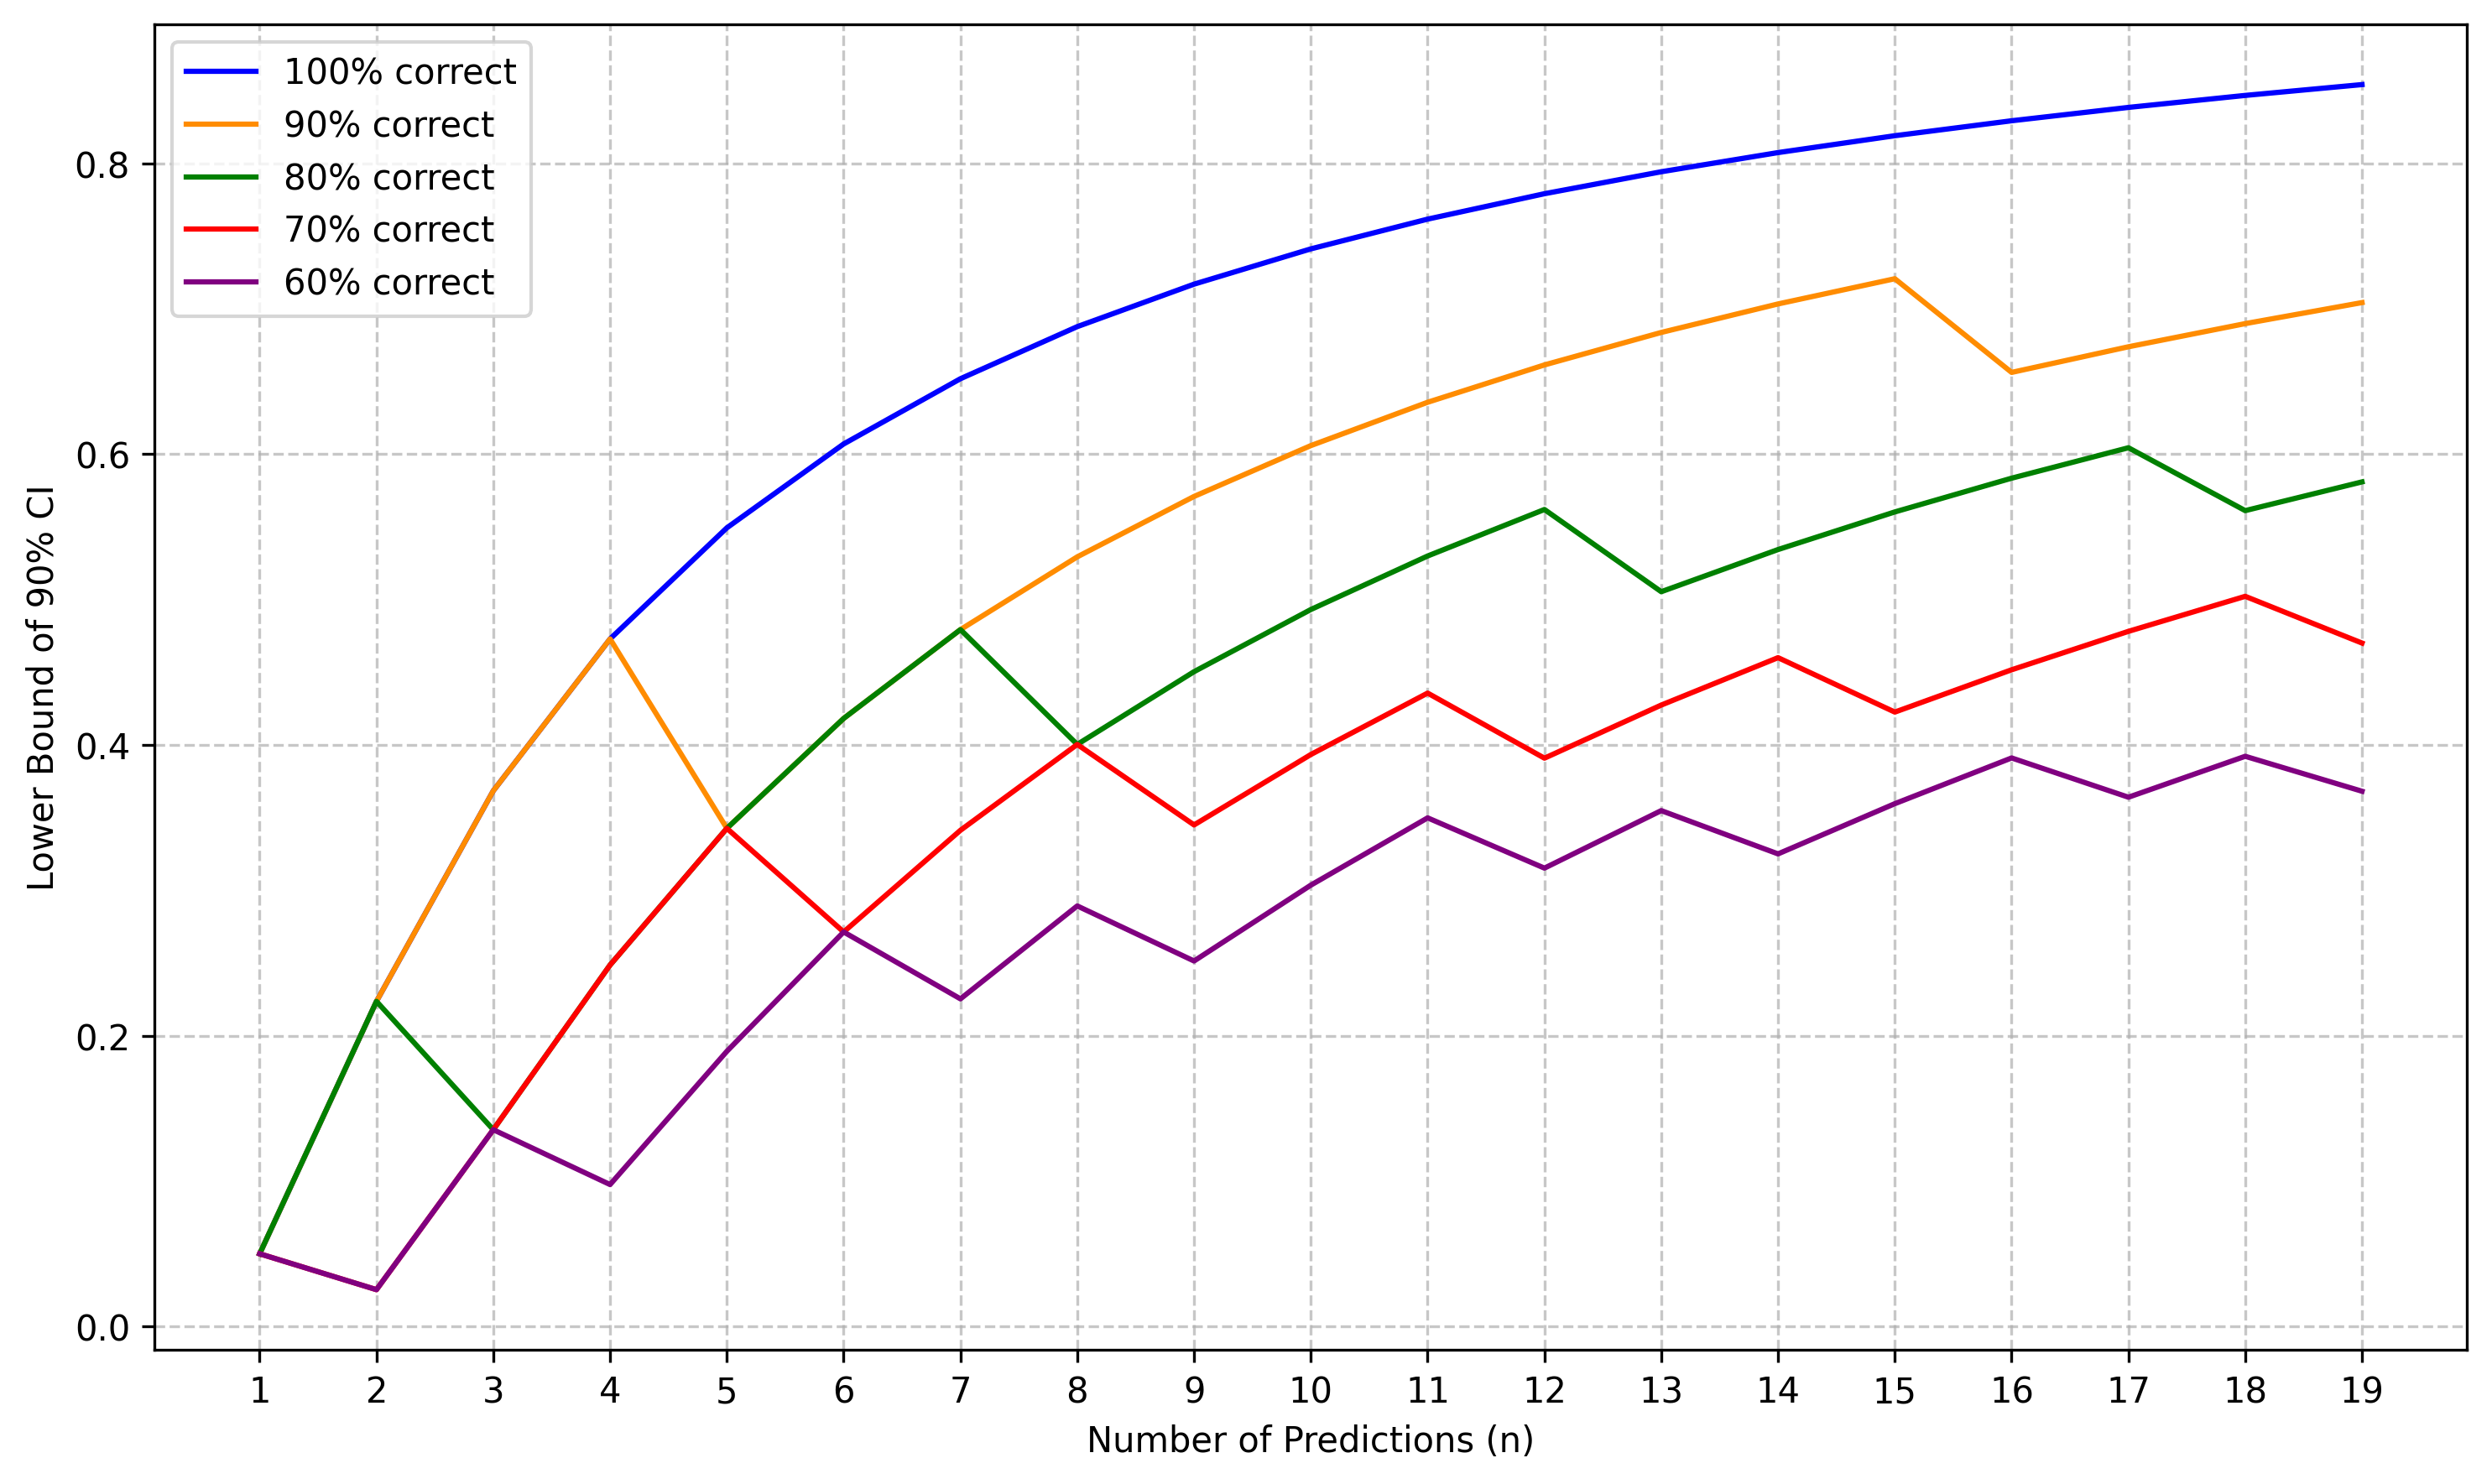 100% correct
90% correct
80% correct
70% correct
60% correct
Lower Bound of 90% CI
0.8
0.6
0.4
0.2
0.0
1 2 3 4 5 6 7 8 9 10 11 12 13 14 15 16 17 18 19
Number of Predictions (n)